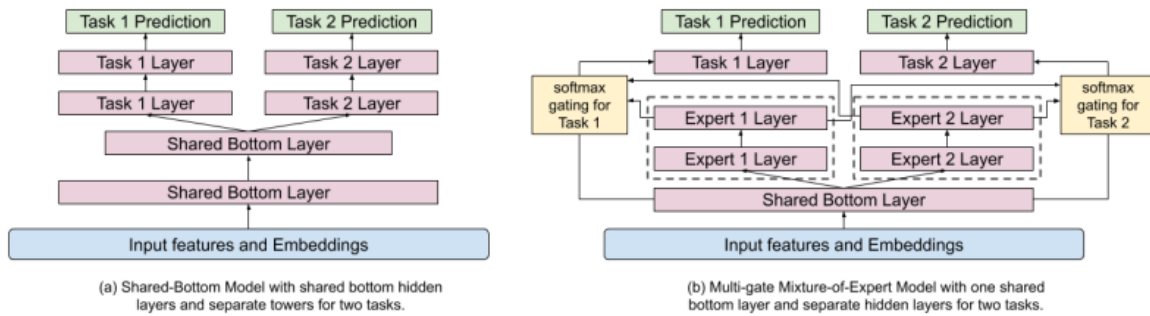 Task 1 Prediction
Task 2 Prediction
Task 1 Layer
Task 2 Layer
Task 1 Layer
Task 2 Layer
Shared Bottom Layer
Shared Bottom Layer
Input features and Embeddings
(a) Shared-Bottom Model with shared bottom hidden
layers and separate towers for two tasks.
Task 1 Prediction
Task 2 Prediction
Task 1 Layer
Task 2 Layer
softmax
gating for
Task 1
Expert 1 Layer
Expert 2 Layer
softmax
gating for
Task 2
Expert 1 Layer
Expert 2 Layer
Shared Bottom Layer
Input features and Embeddings
(b) Multi-gate Mixture-of-Expert Model with one shared
bottom layer and separate hidden layers for two tasks.